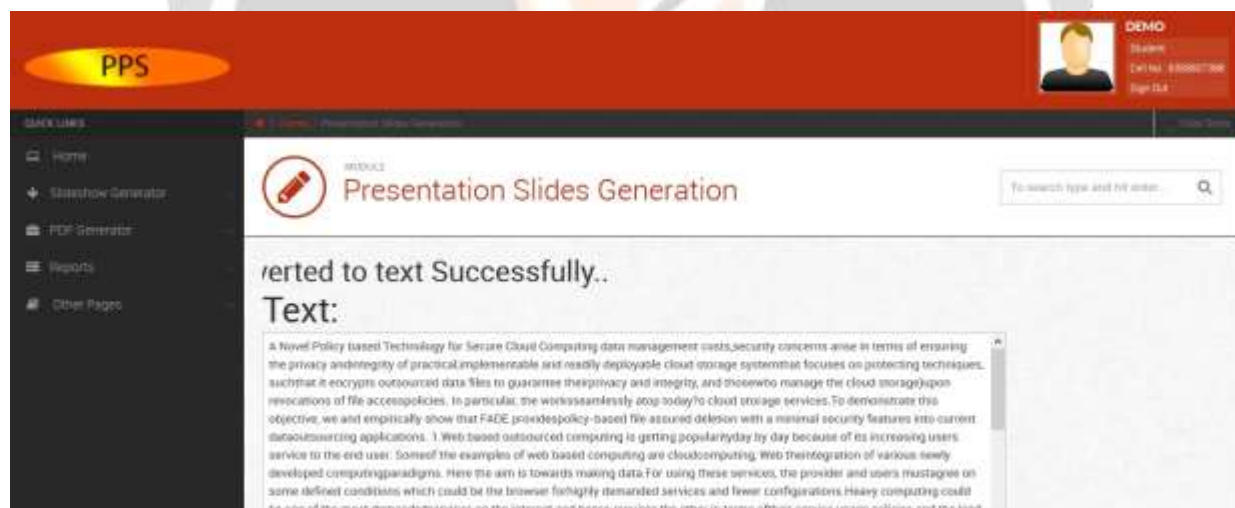 PPS
DEMO
Student
Cell No
Sign Out
QUICK LINKS
Home
Presentation Slides Generation
Home
Slideshow Generator
PDF Generator
Reports
Other Pages
MODULE
Presentation Slides Generation
To search type and hit enter...
verted to text Successfully..
Text:
A Novel Policy based Technology for Secure Cloud Computing data management costs,security concerns arise in terms of ensuring
the privacy andintegrity of practical,implementable and readily deployable cloud storage systemthat focuses on protecting techniques,
suchthat it encrypts outsourced data files to guarantee theirprivacy and integrity, and thosewho manage the cloud storage)upon
revocations of file accesspolicies. In particular, the worksseamlessly atop today?s cloud storage services.To demonstrate this
objective, we and empirically show that FADE providespolicy-based file assured deletion with a minimal security features into current
dataoutsourcing applications. 1.Web based outsourced computing is getting popularityday by day because of its increasing users
service to the end user. Someof the examples of web based computing are cloudcomputing, Web theintegration of various newly
developed computingparadigms. Here the aim is towards making data.For using these services, the provider and users mustagree on
some defined conditions which could be the browser forhighly demanded services and fewer configurations.Heavy computing could